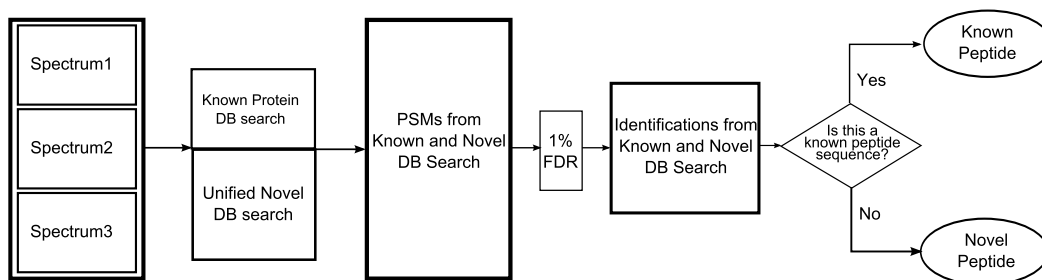 Spectrum1
Spectrum2
Spectrum3
Known Protein
DB search
Unified Novel
DB search
PSMs from
Known and Novel
DB Search
1%
FDR
Identifications from
Known and Novel
DB Search
Is this a
known peptide
sequence?
Yes
Known
Peptide
No
Novel
Peptide